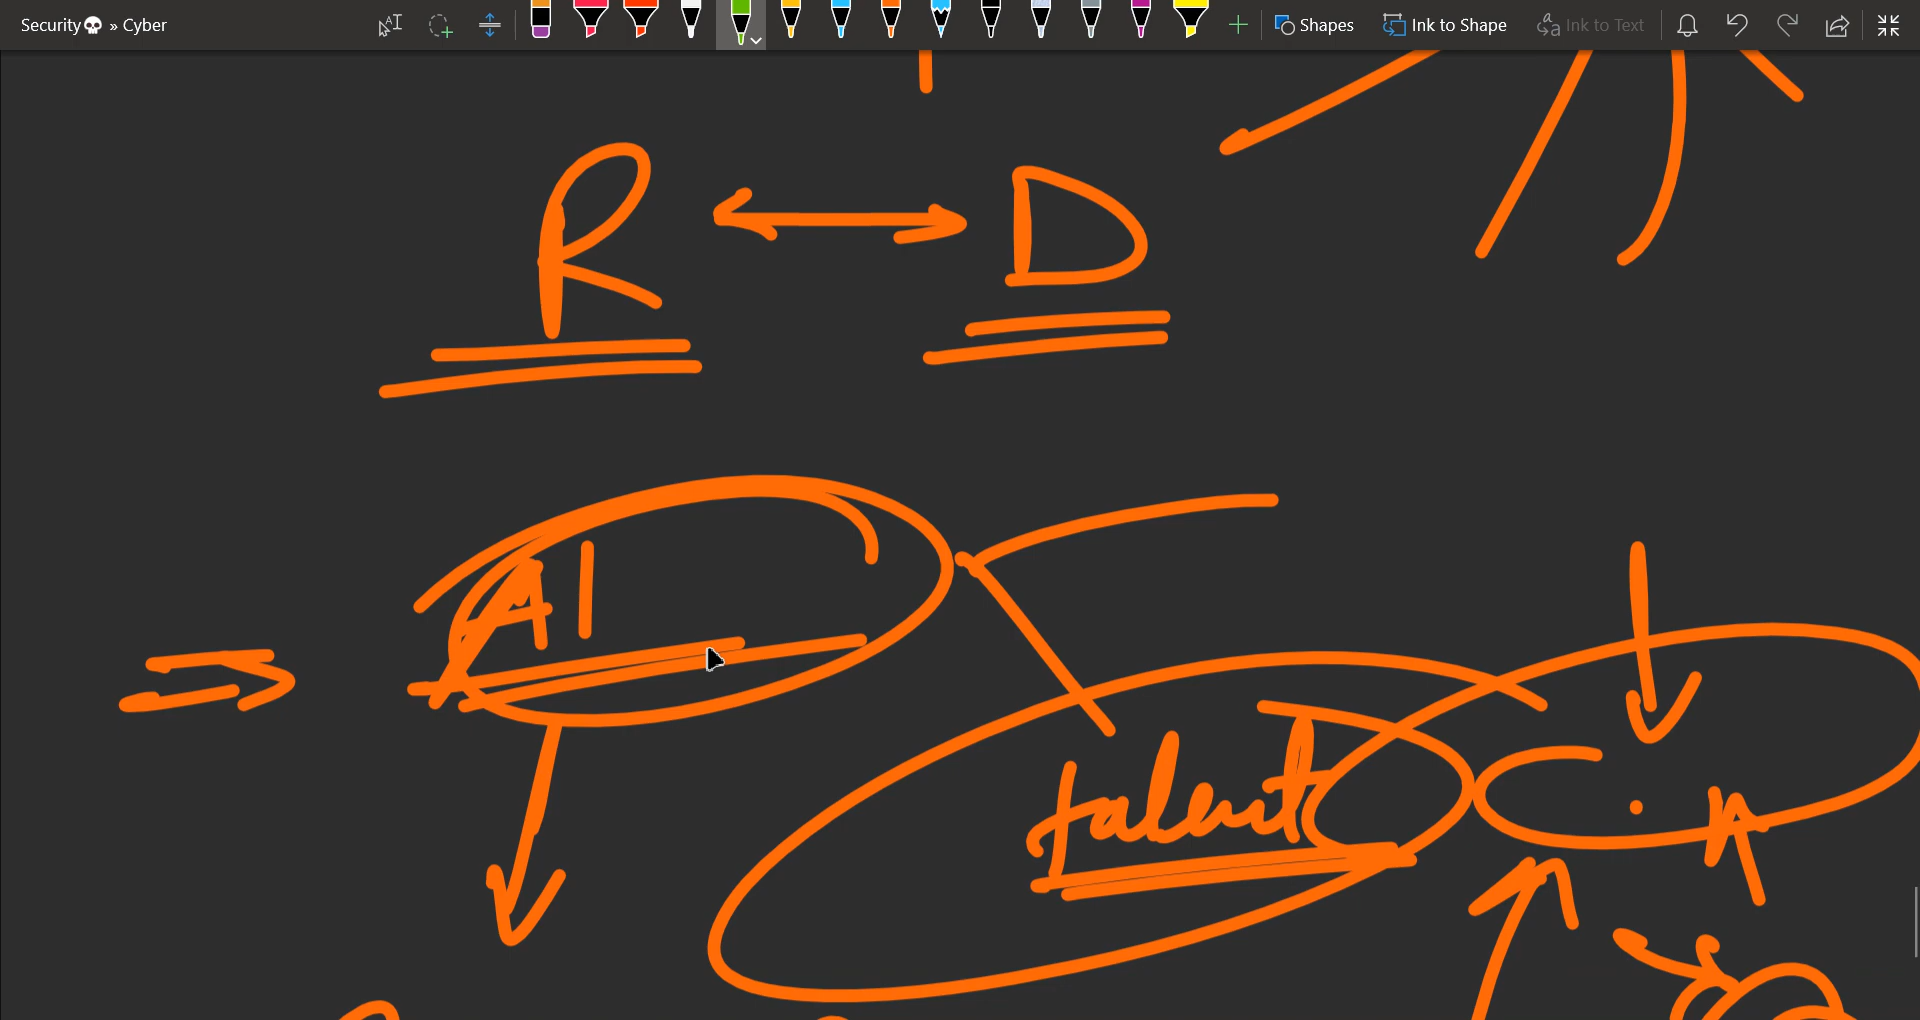 Security💀 » Cyber
Shapes
Ink to Shape
Ink to Text
R ↔ D
⇒ AI
talent